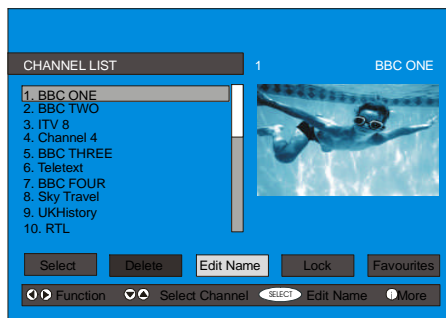 CHANNEL LIST 1 BBC ONE
1. BBC ONE
2. BBC TWO
3. ITV 8
4. Channel 4
5. BBC THREE
6. Teletext
7. BBC FOUR
8. Sky Travel
9. UKHistory
10. RTL
Select Delete Edit Name Lock Favourites
Function Select Channel SELECT Edit Name i More